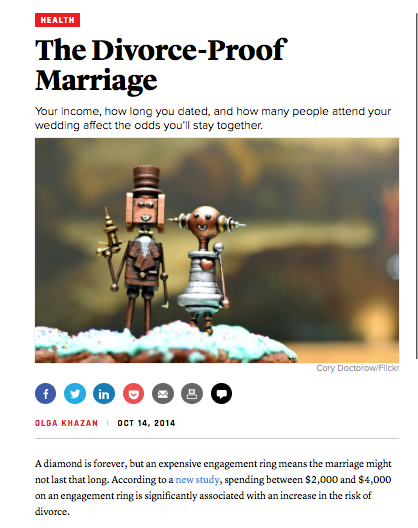 HEALTH
The Divorce-Proof
Marriage
Your income, how long you dated, and how many people attend your
wedding affect the odds you'll stay together.
Cory Doctorow/Flickr
OLGA KHAZAN | OCT 14, 2014
A diamond is forever, but an expensive engagement ring means the marriage might
not last that long. According to a new study, spending between $2,000 and $4,000
on an engagement ring is significantly associated with an increase in the risk of
divorce.